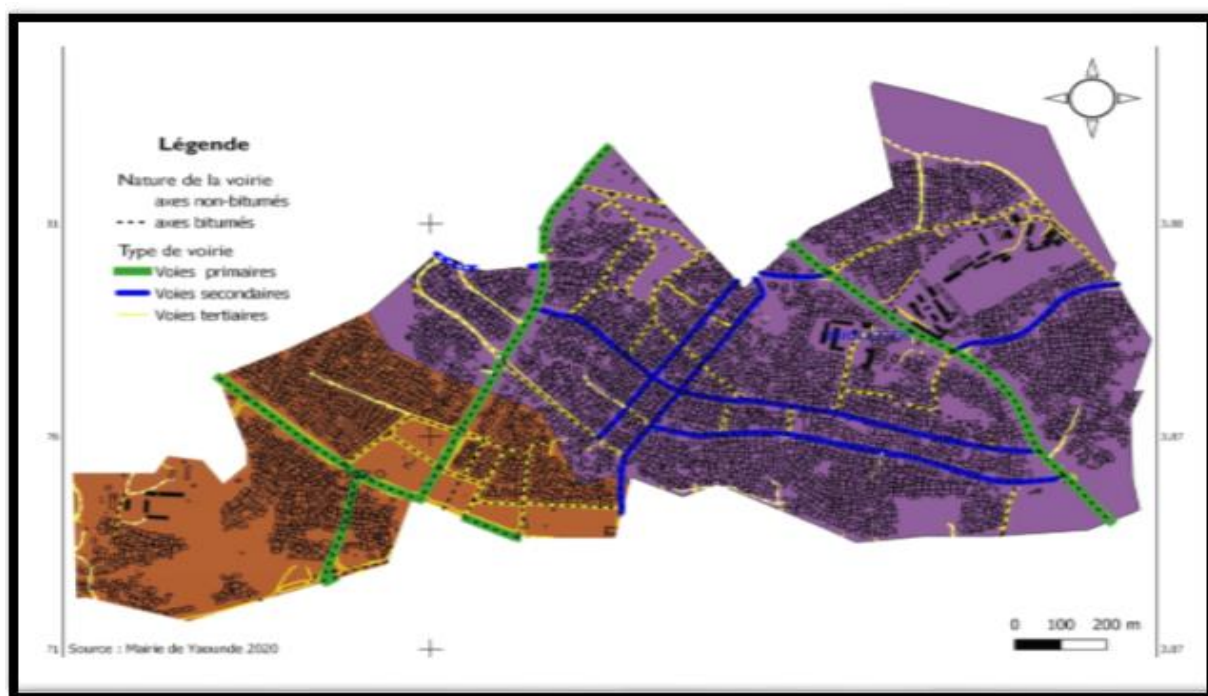 Légende
Nature de la voirie
axes non-bitumés
axes bitumés
Type de voirie
Voies primaires
Voies secondaires
Voies tertiaires
Source : Mairie de Yaounde 2020
0 100 200 m